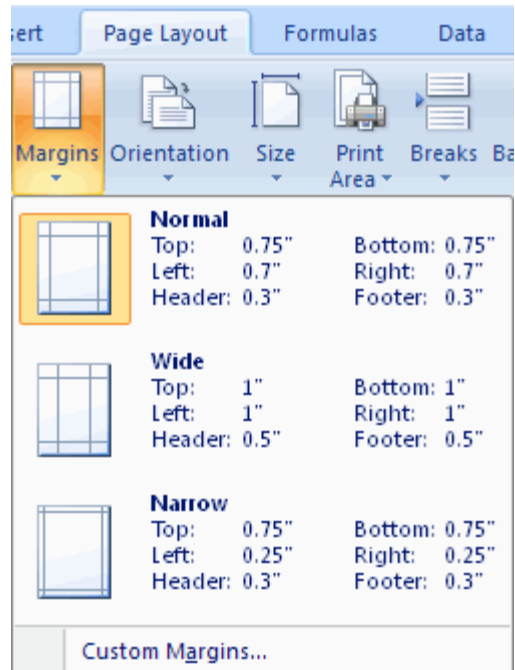 ert Page Layout Formulas Data
Margins Orientation Size Print Area Breaks Ba
Normal
Top: 0.75" Bottom: 0.75"
Left: 0.7" Right: 0.7"
Header: 0.3" Footer: 0.3"
Wide
Top: 1" Bottom: 1"
Left: 1" Right: 1"
Header: 0.5" Footer: 0.5"
Narrow
Top: 0.75" Bottom: 0.75"
Left: 0.25" Right: 0.25"
Header: 0.3" Footer: 0.3"
Custom Margins...